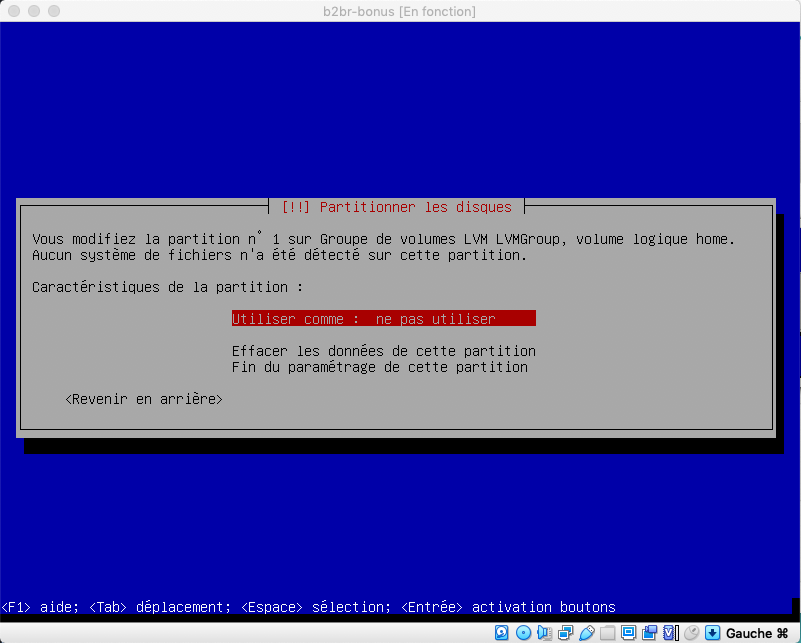 b2br-bonus [En fonction]
[!!] Partitionner les disques
Vous modifiez la partition n° 1 sur Groupe de volumes LVM LVMGroup, volume logique home.
Aucun système de fichiers n'a été détecté sur cette partition.
Caractéristiques de la partition :
Utiliser comme :  ne pas utiliser
Effacer les données de cette partition
Fin du paramétrage de cette partition
<Revenir en arrière>
<F1> aide; <Tab> déplacement; <Espace> sélection; <Entrée> activation boutons
Gauche ⌘